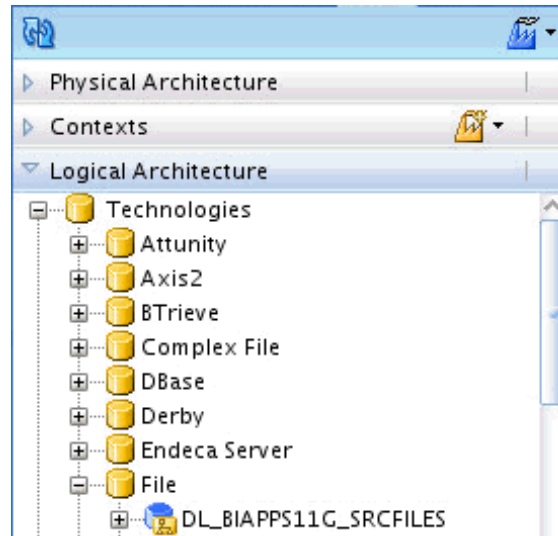 Physical Architecture
Contexts
Logical Architecture
Technologies
Attunity
Axis2
BTrieve
Complex File
DBase
Derby
Endeca Server
File
DL_BIAPPS11G_SRCFILES